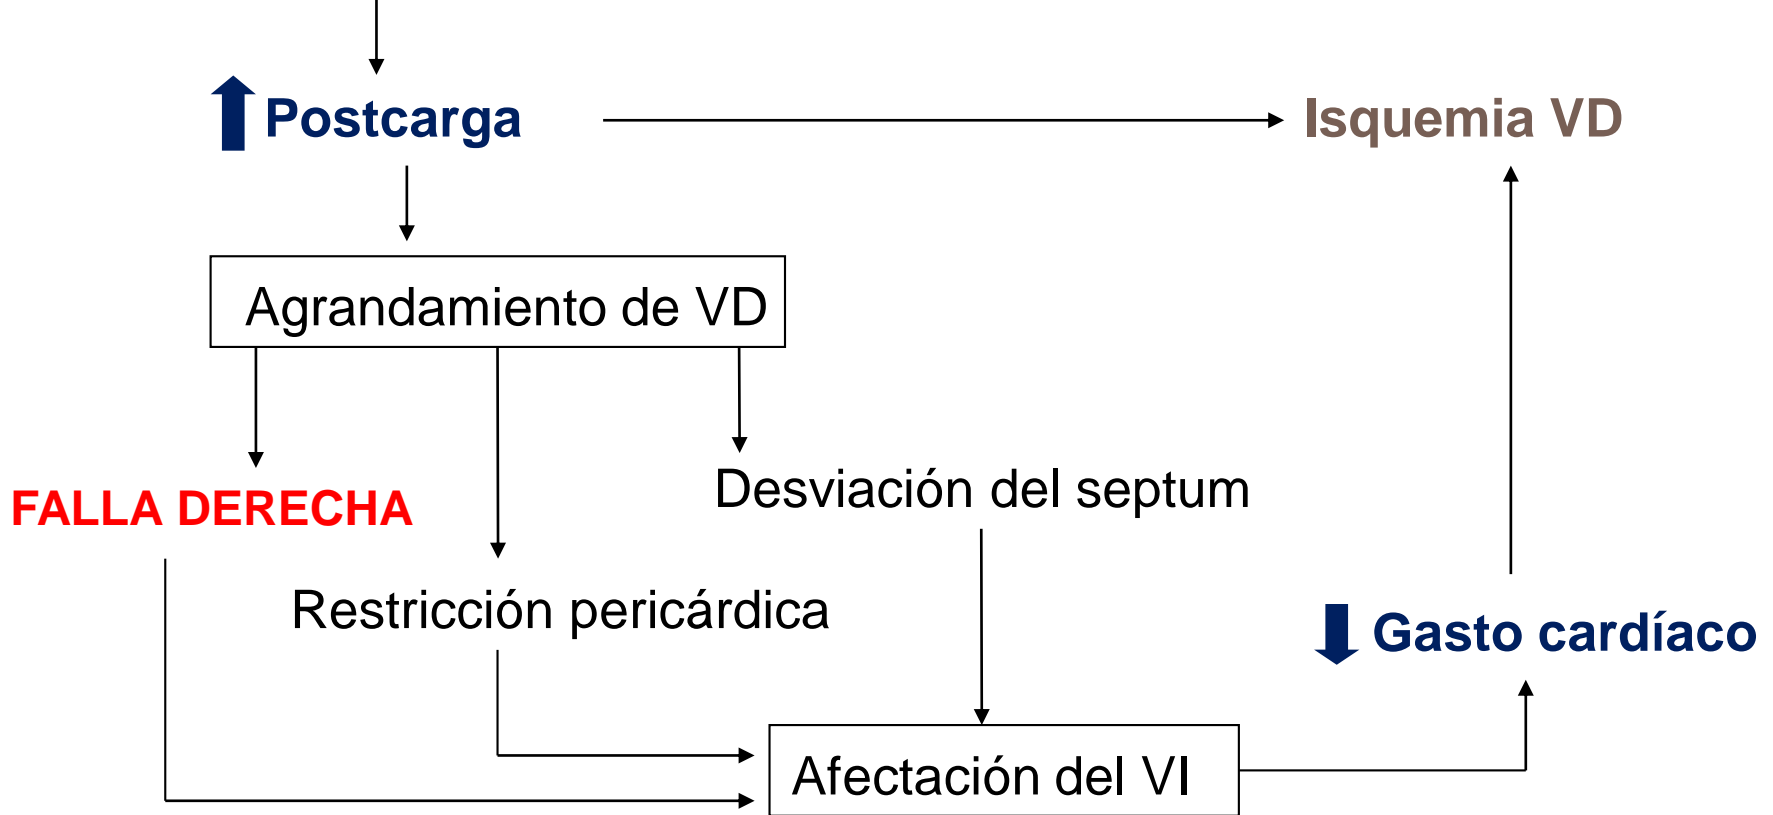 Postcarga
Isquemia VD
Agrandamiento de VD
Desviación del septum
FALLA DERECHA
Restricción pericárdica
Gasto cardíaco
Afectación del VI